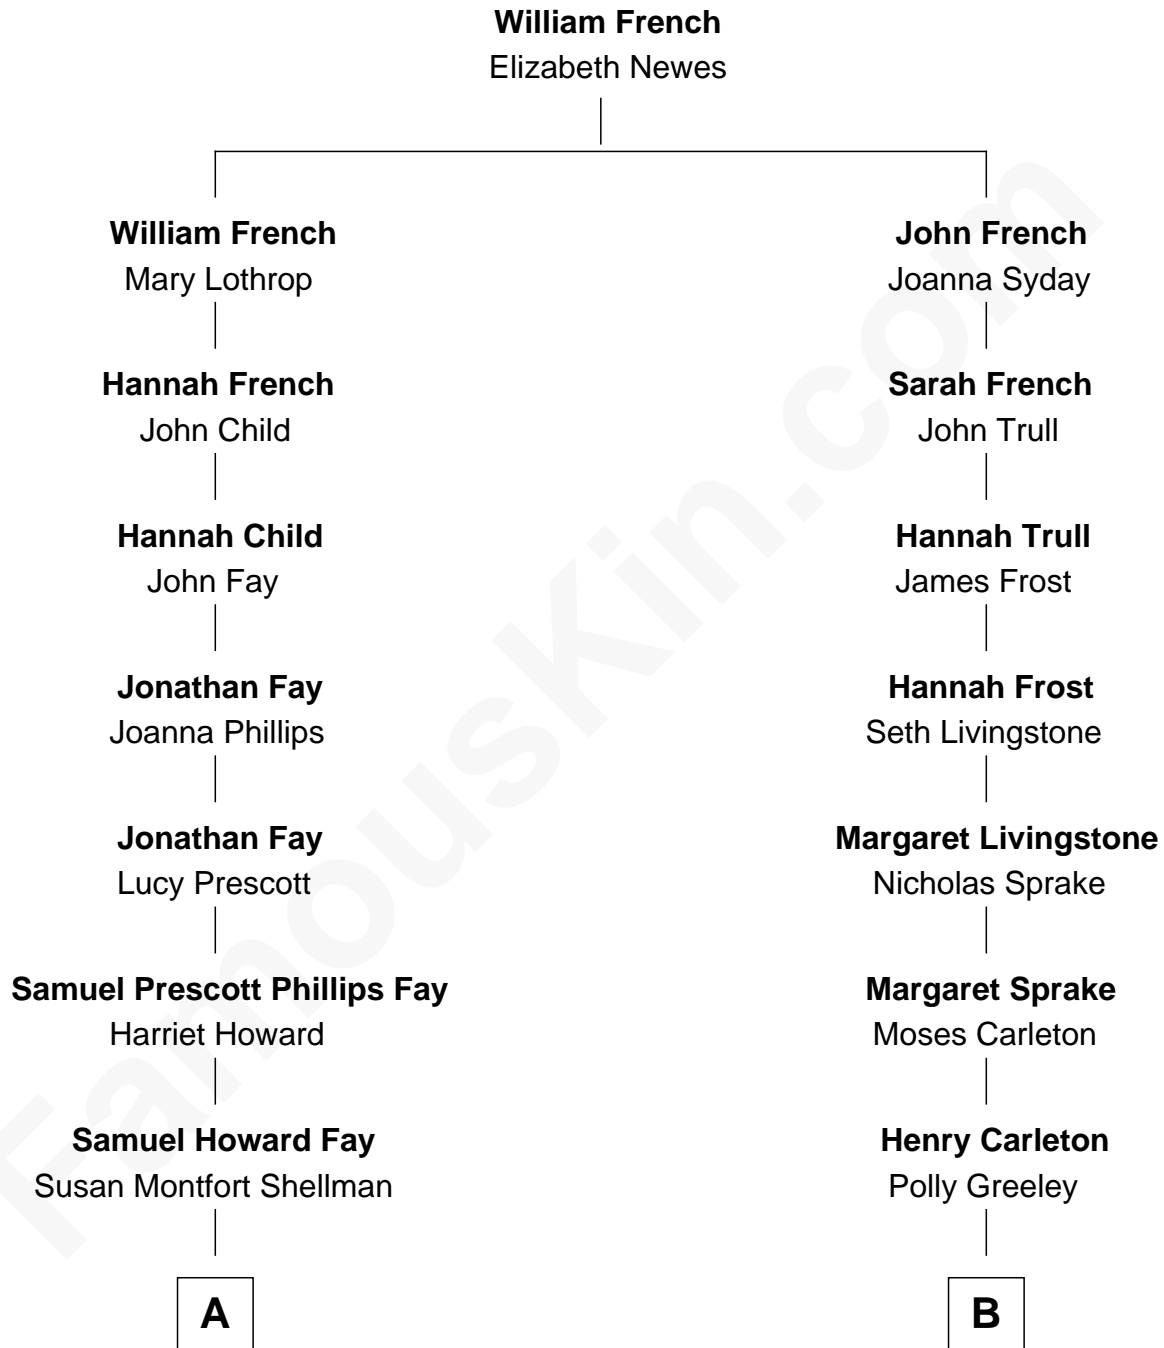 William French
Elizabeth Newes
William French
Mary Lothrop
John French
Joanna Syday
Hannah French
John Child
Sarah French
John Trull
Hannah Child
John Fay
Hannah Trull
James Frost
Jonathan Fay
Joanna Phillips
Hannah Frost
Seth Livingstone
Jonathan Fay
Lucy Prescott
Margaret Livingstone
Nicholas Sprake
Samuel Prescott Phillips Fay
Harriet Howard
Margaret Sprake
Moses Carleton
Samuel Howard Fay
Susan Montfort Shellman
Henry Carleton
Polly Greeley
A
B
FamousKin.com